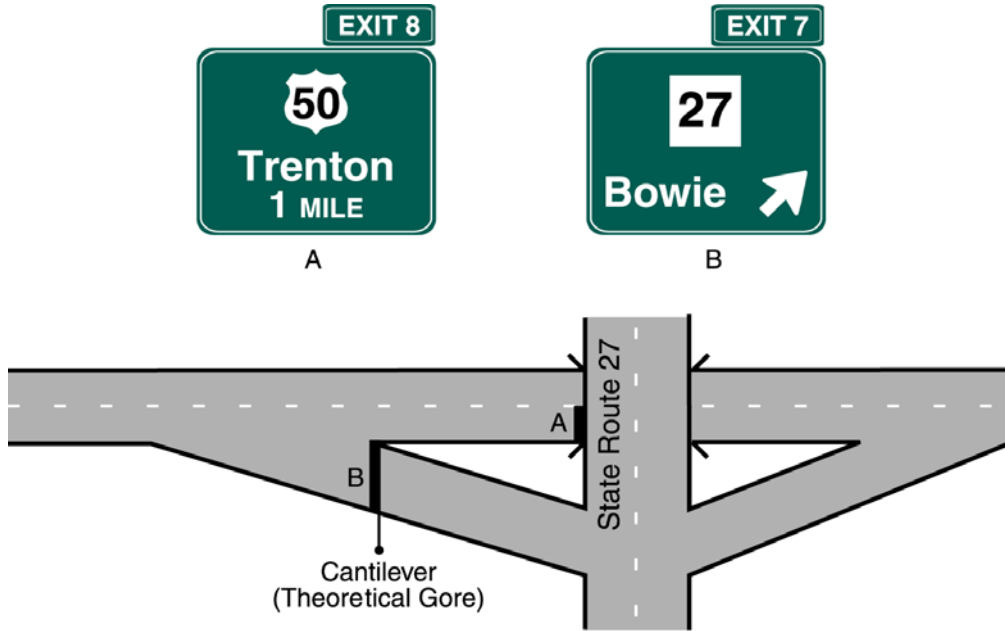 EXIT 8
50
Trenton
1 MILE
A
EXIT 7
27
Bowie
B
State Route 27
A
B
Cantilever
(Theoretical Gore)